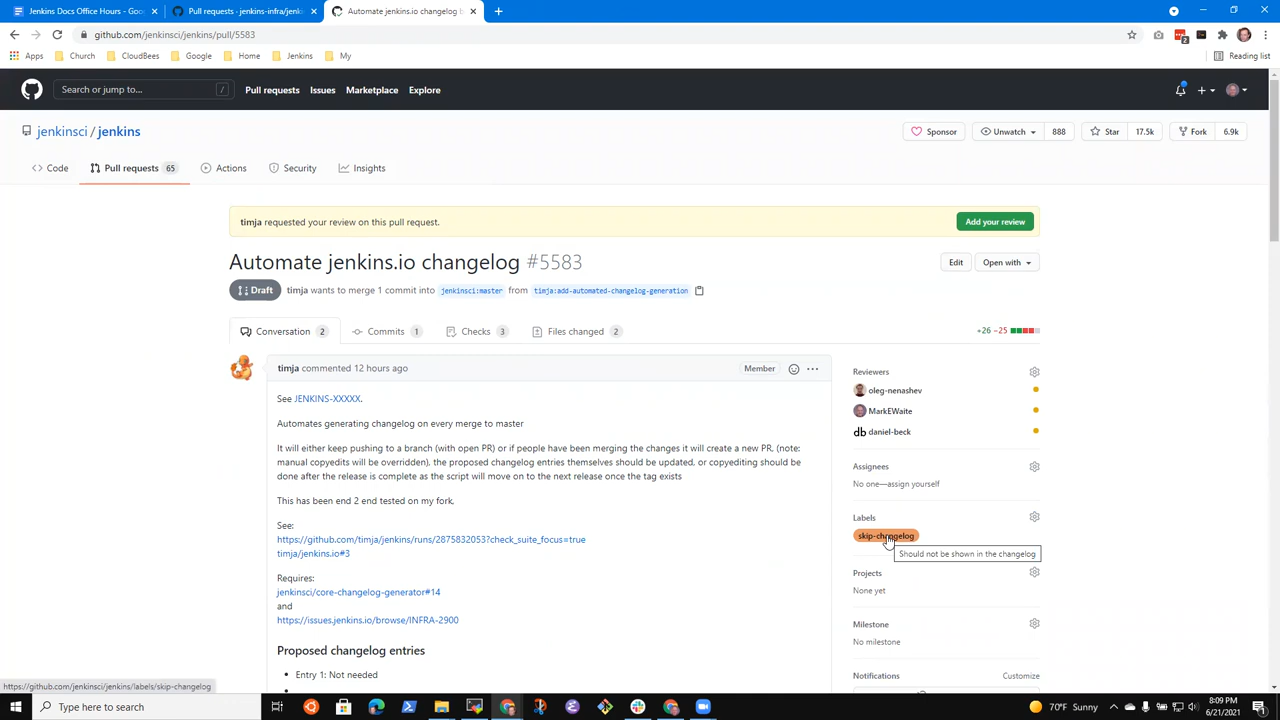 Jenkins Docs Office Hours - Goo
Pull requests · jenkins-infra/jenki
Automate jenkins.io changelog b
github.com/jenkinsci/jenkins/pull/5583
2
Apps
Church
CloudBees
Google
Home
Jenkins
My
Reading list
Search or jump to...
/
Pull requests
Issues
Marketplace
Explore
jenkinsci / jenkins
Sponsor
Unwatch
888
Star
17.5k
Fork
6.9k
Code
Pull requests 65
Actions
Security
Insights
timja requested your review on this pull request.
Add your review
Automate jenkins.io changelog #5583
Edit
Open with
Draft
timja wants to merge 1 commit into jenkinsci:master from timja:add-automated-changelog-generation
Conversation 2
Commits 1
Checks 3
Files changed 2
+26 −25
timja commented 12 hours ago
Member
See JENKINS-XXXXX.
Automates generating changelog on every merge to master
It will either keep pushing to a branch (with open PR) or if people have been merging the changes it will create a new PR, (note:
manual copyedits will be overridden), the proposed changelog entries themselves should be updated, or copyediting should be
done after the release is complete as the script will move on to the next release once the tag exists
This has been end 2 end tested on my fork,
See:
https://github.com/timja/jenkins/runs/2875832053?check_suite_focus=true
timja/jenkins.io#3
Requires:
jenkinsci/core-changelog-generator#14
and
https://issues.jenkins.io/browse/INFRA-2900
Proposed changelog entries
Entry 1: Not needed
Reviewers
oleg-nenashev
MarkEWaite
db daniel-beck
Assignees
No one—assign yourself
Labels
skip-changelog
Should not be shown in the changelog
Projects
None yet
Milestone
No milestone
Notifications
Customize
https://github.com/jenkinsci/jenkins/labels/skip-changelog
Type here to search
70°F Sunny
8:09 PM
6/21/2021
1